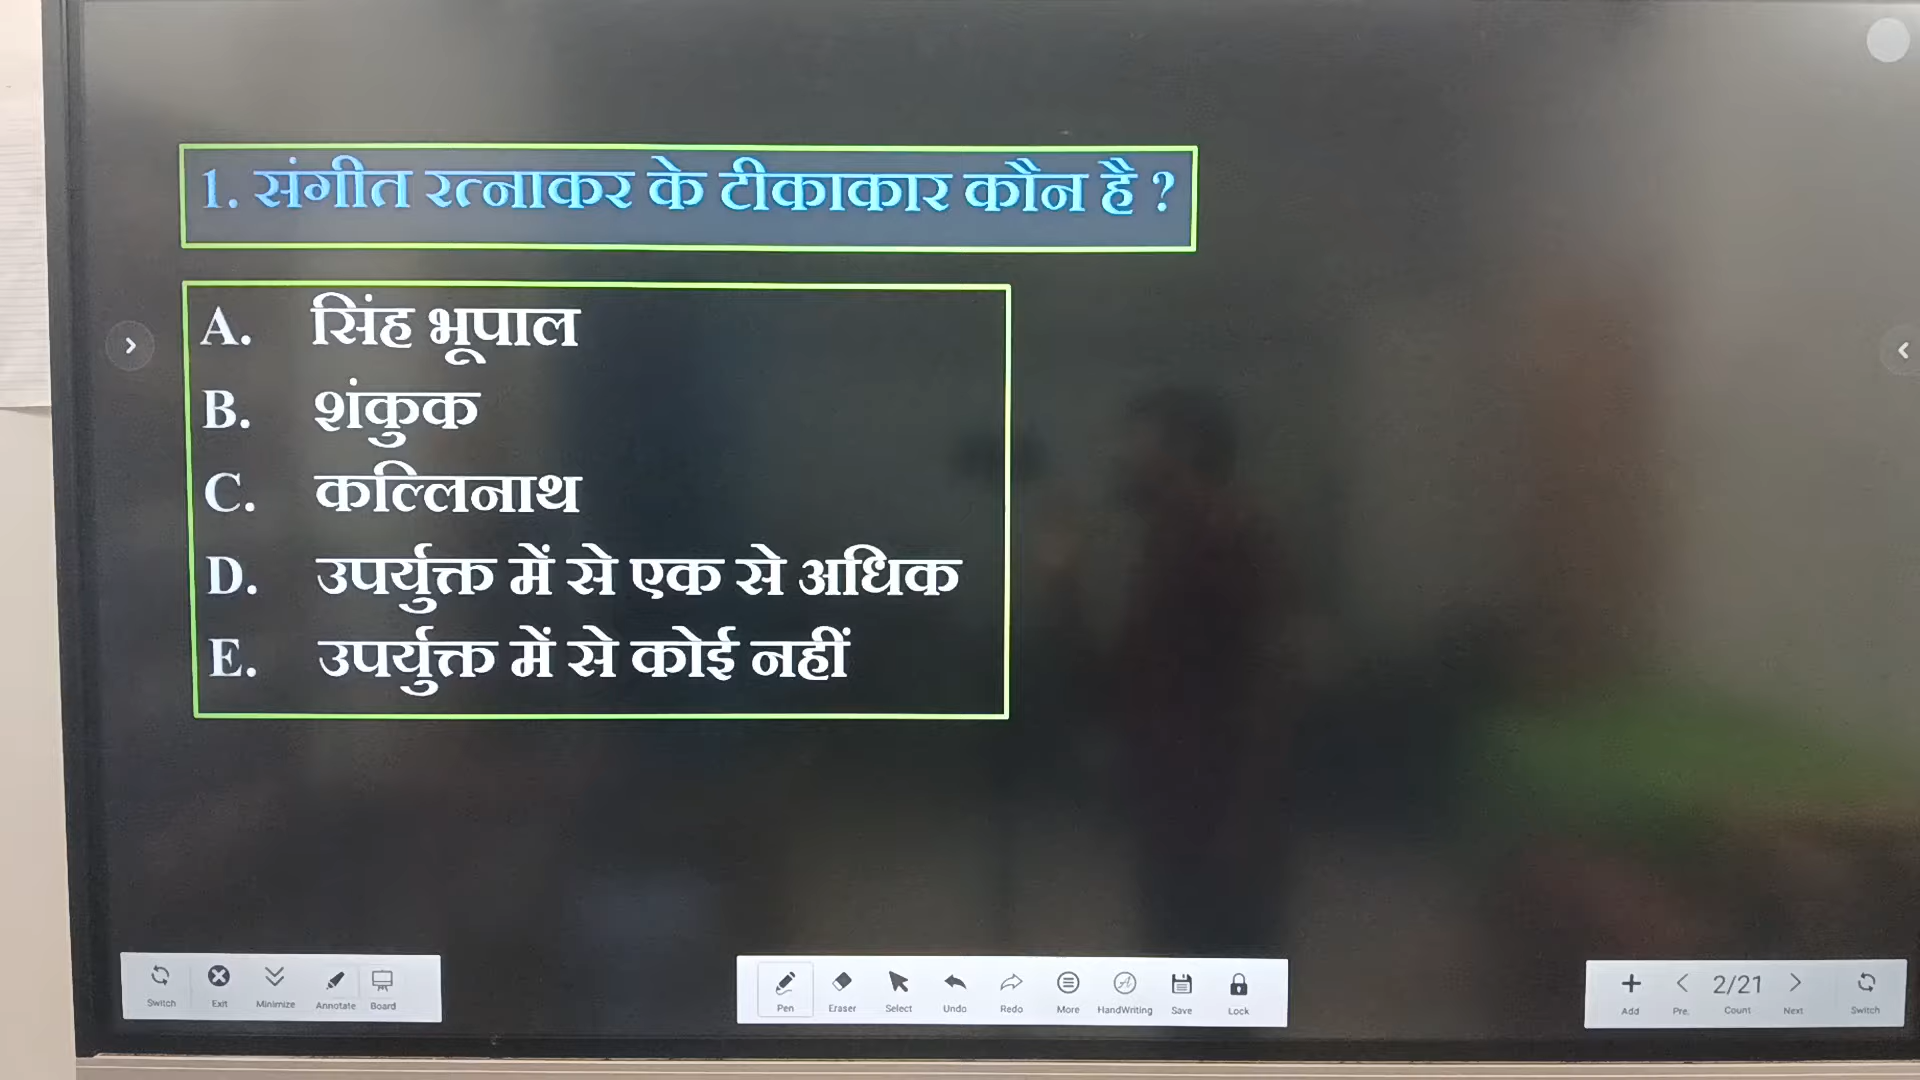 1. संगीत रत्नाकर के टीकाकार कौन है ?
A. सिंह भूपाल
B. शंकुक
C. कल्लिनाथ
D. उपर्युक्त में से एक से अधिक
E. उपर्युक्त में से कोई नहीं
Switch Exit Minimize Annotate Board
Pen Eraser Select Undo Redo More HandWriting Save Lock
2/21
Add Pre. Count Next Switch